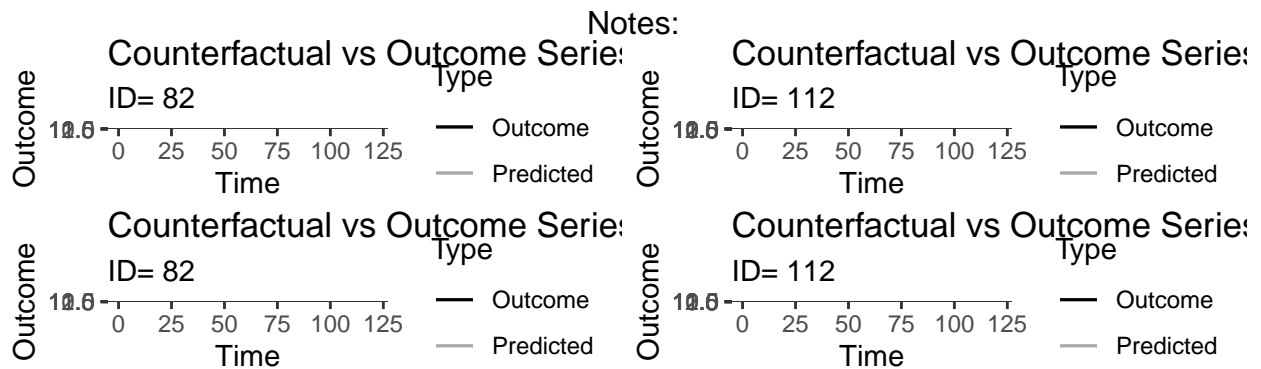 Notes:
Counterfactual vs Outcome Series
ID= 82
Outcome
0 25 50 75 100 125
Time
Type
Outcome
Predicted
Counterfactual vs Outcome Series
ID= 112
Outcome
0 25 50 75 100 125
Time
Type
Outcome
Predicted
Counterfactual vs Outcome Series
ID= 82
Outcome
0 25 50 75 100 125
Time
Type
Outcome
Predicted
Counterfactual vs Outcome Series
ID= 112
Outcome
0 25 50 75 100 125
Time
Type
Outcome
Predicted